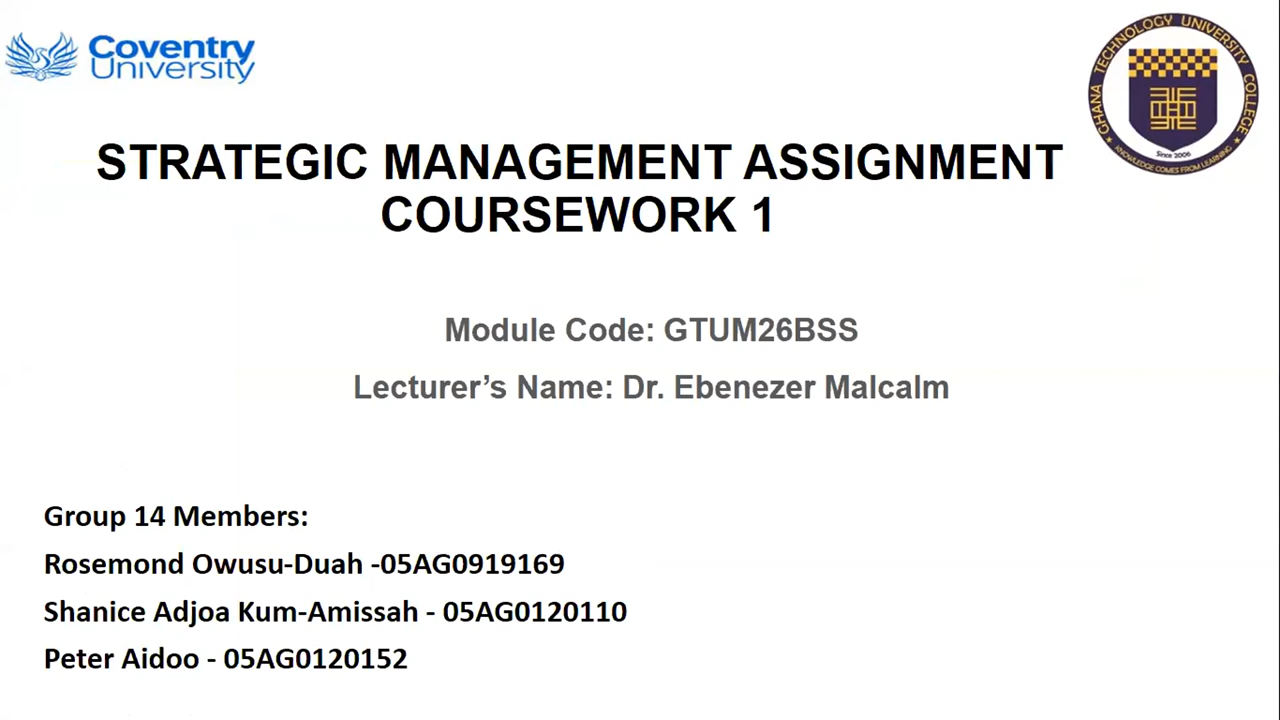 Coventry
University
GHANA TECHNOLOGY UNIVERSITY COLLEGE
Since 2006
KNOWLEDGE COMES FROM LEARNING
STRATEGIC MANAGEMENT ASSIGNMENT
COURSEWORK 1
Module Code: GTUM26BSS
Lecturer’s Name: Dr. Ebenezer Malcalm
Group 14 Members:
Rosemond Owusu-Duah -05AG0919169
Shanice Adjoa Kum-Amissah - 05AG0120110
Peter Aidoo - 05AG0120152